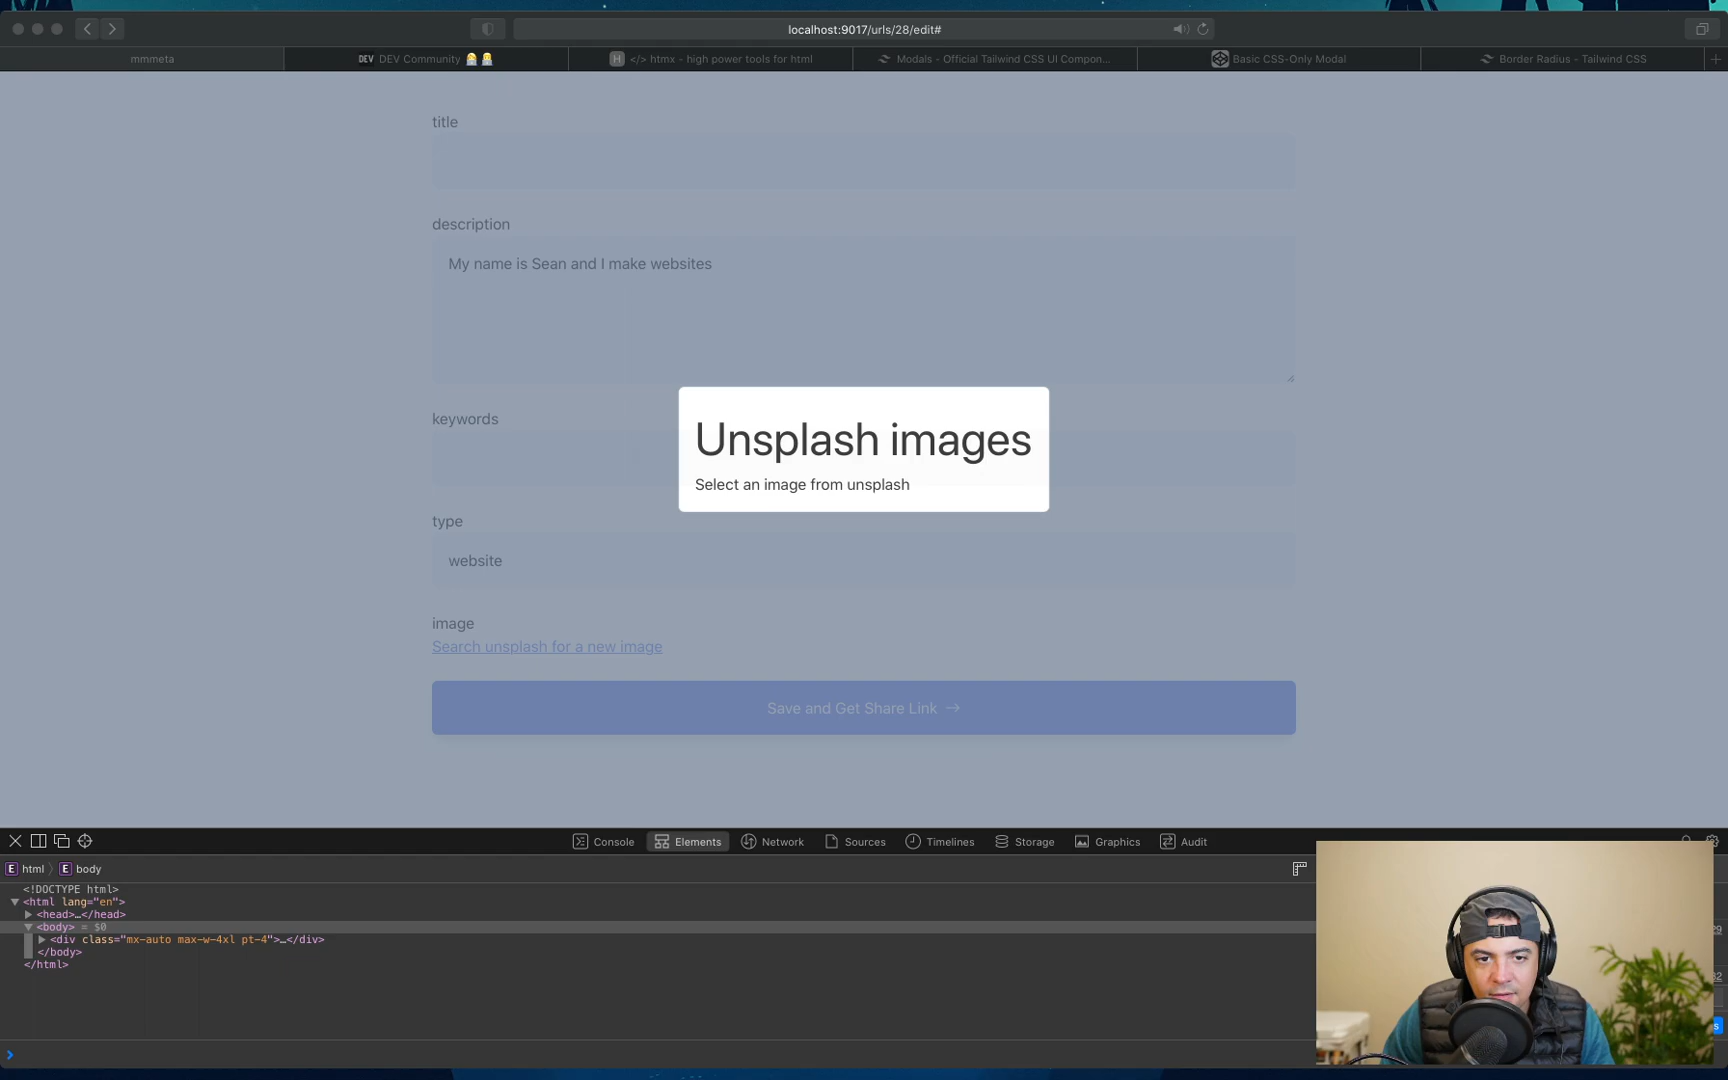 localhost:9017/urls/28/edit#
mmmeta
DEV DEV Community 👩‍💻👨‍💻
H </> htmx - high power tools for html
Modals - Official Tailwind CSS UI Compon...
Basic CSS-Only Modal
Border Radius - Tailwind CSS
title
description
My name is Sean and I make websites
keywords
Unsplash images
Select an image from unsplash
type
website
image
Search unsplash for a new image
Save and Get Share Link →
Console
Elements
Network
Sources
Timelines
Storage
Graphics
Audit
E html
E body
<!DOCTYPE html>
<html lang="en">
<head>…</head>
<body> = $0
<div class="mx-auto max-w-4xl pt-4">…</div>
</body>
</html>